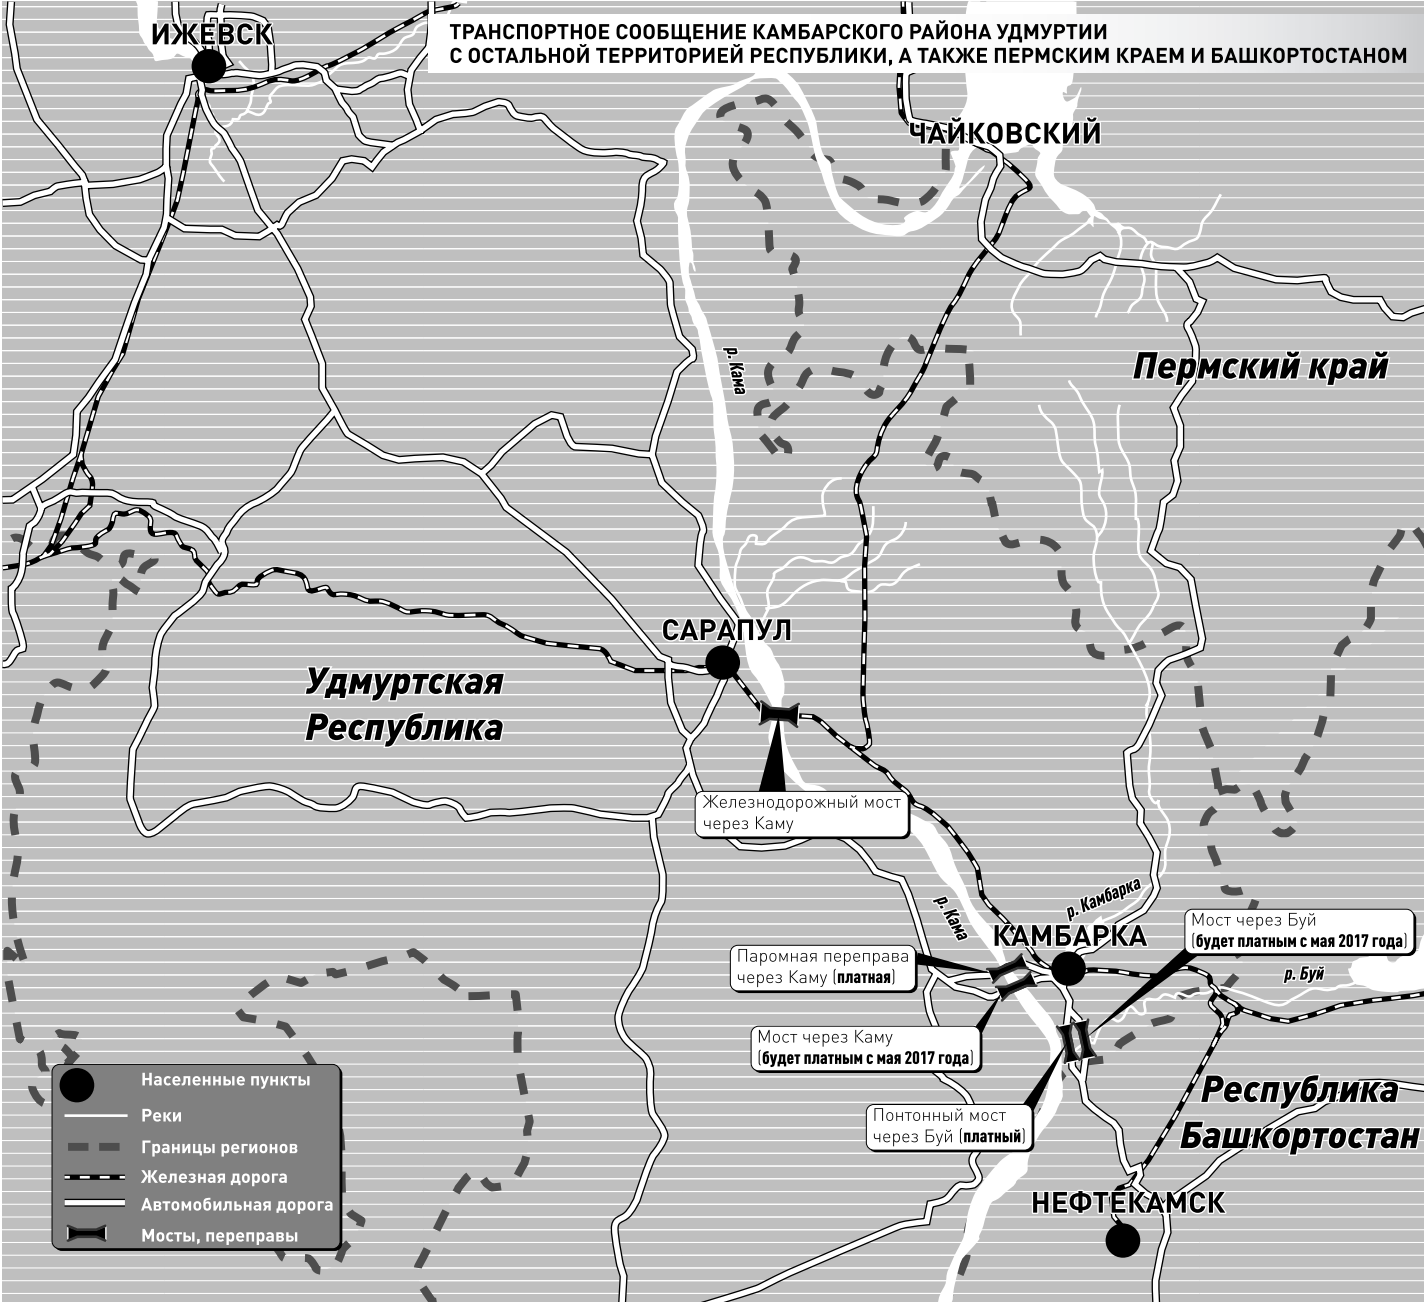 ТРАНСПОРТНОЕ СООБЩЕНИЕ КАМБАРСКОГО РАЙОНА УДМУРТИИ
С ОСТАЛЬНОЙ ТЕРРИТОРИЕЙ РЕСПУБЛИКИ, А ТАКЖЕ ПЕРМСКИМ КРАЕМ И БАШКОРТОСТАНОМ
ИЖЕВСК
ЧАЙКОВСКИЙ
р. Кама
Пермский край
САРАПУЛ
Удмуртская
Республика
Железнодорожный мост
через Каму
р. Кама
р. Камбарка
КАМБАРКА
Мост через Буй
(будет платным с мая 2017 года)
р. Буй
Паромная переправа
через Каму (платная)
Мост через Каму
(будет платным с мая 2017 года)
Понтонный мост
через Буй (платный)
Республика
Башкортостан
НЕФТЕКАМСК
Населенные пункты
Реки
Границы регионов
Железная дорога
Автомобильная дорога
Мосты, переправы